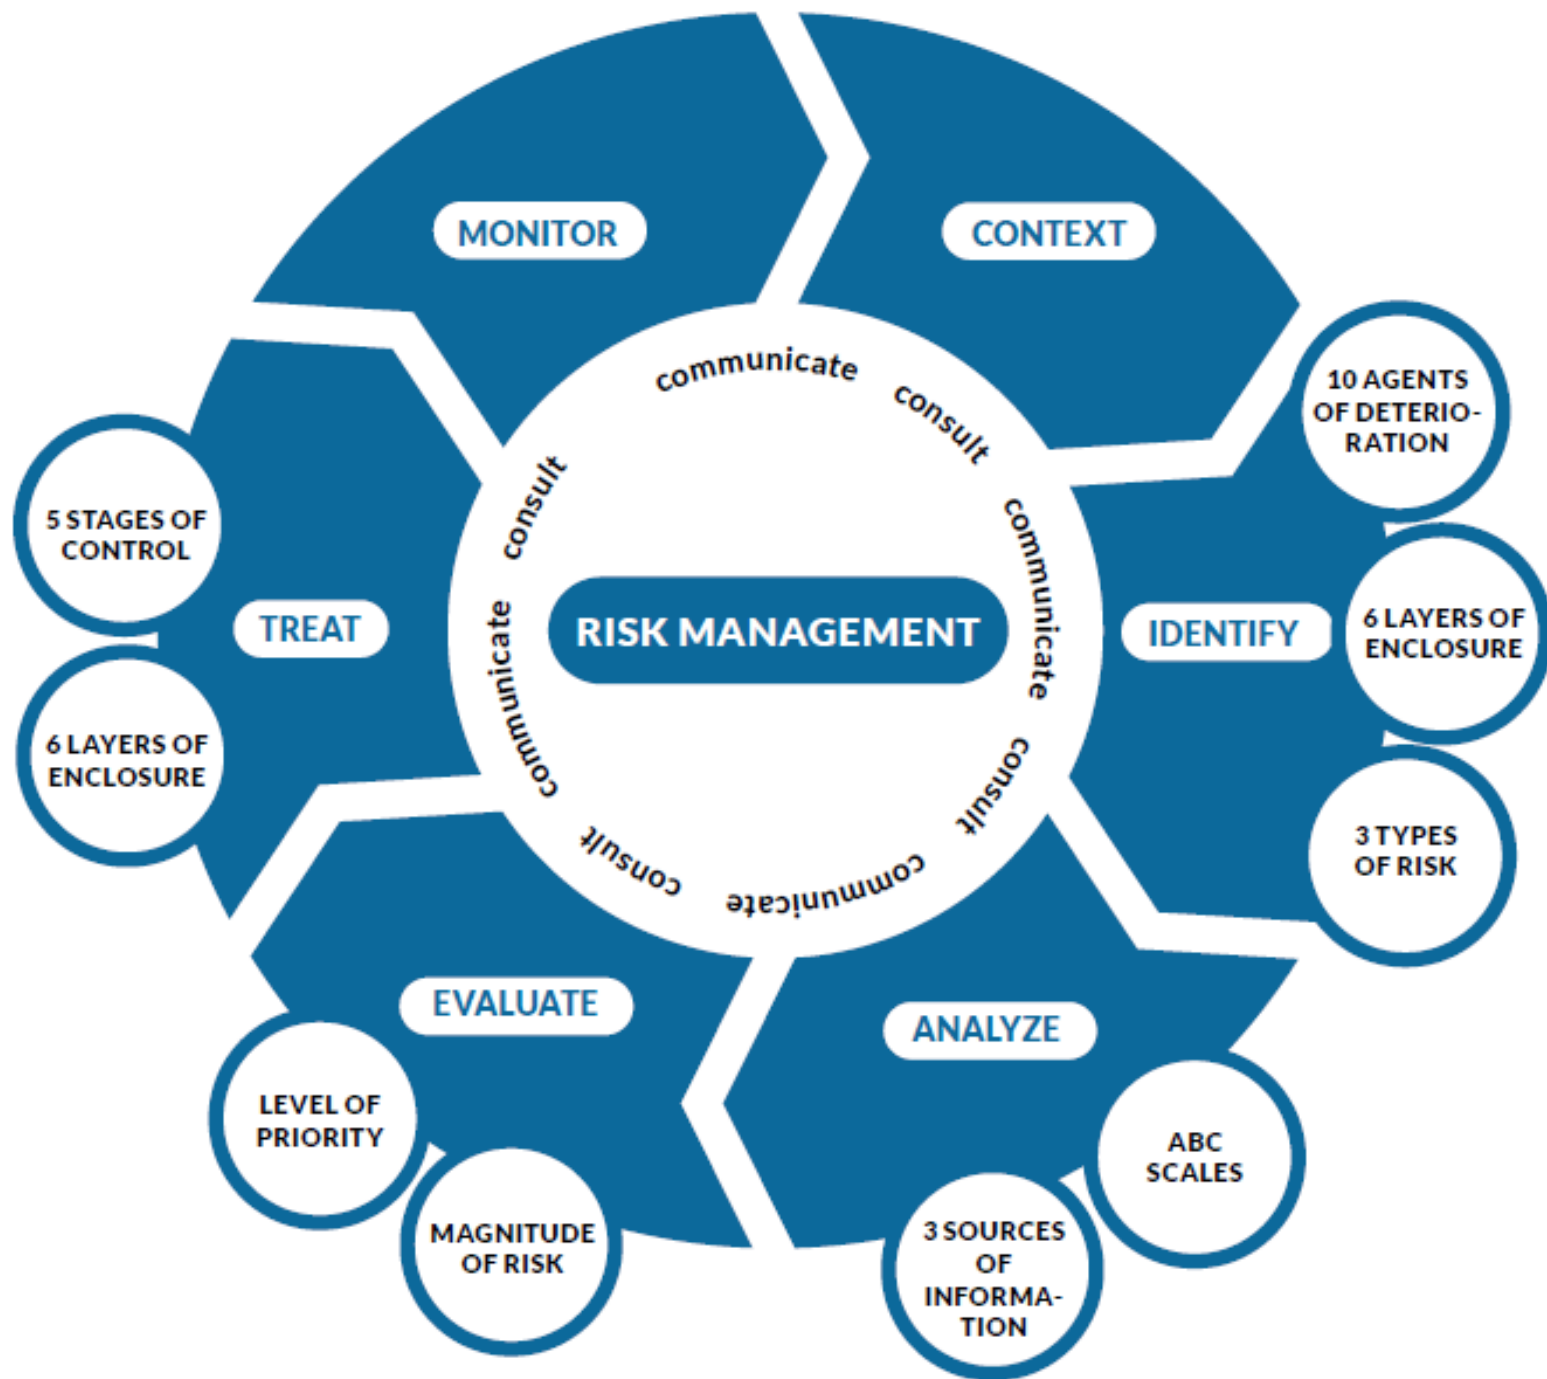 MONITOR
CONTEXT
10 AGENTS
OF DETERIO-
RATION
6 LAYERS OF
ENCLOSURE
3 TYPES
OF RISK
IDENTIFY
ANALYZE
ABC
SCALES
3 SOURCES
OF
INFORMA-
TION
EVALUATE
MAGNITUDE
OF RISK
LEVEL OF
PRIORITY
TREAT
6 LAYERS OF
ENCLOSURE
5 STAGES OF
CONTROL
communicate
consult
communicate
consult
communicate
consult
communicate
consult
RISK MANAGEMENT